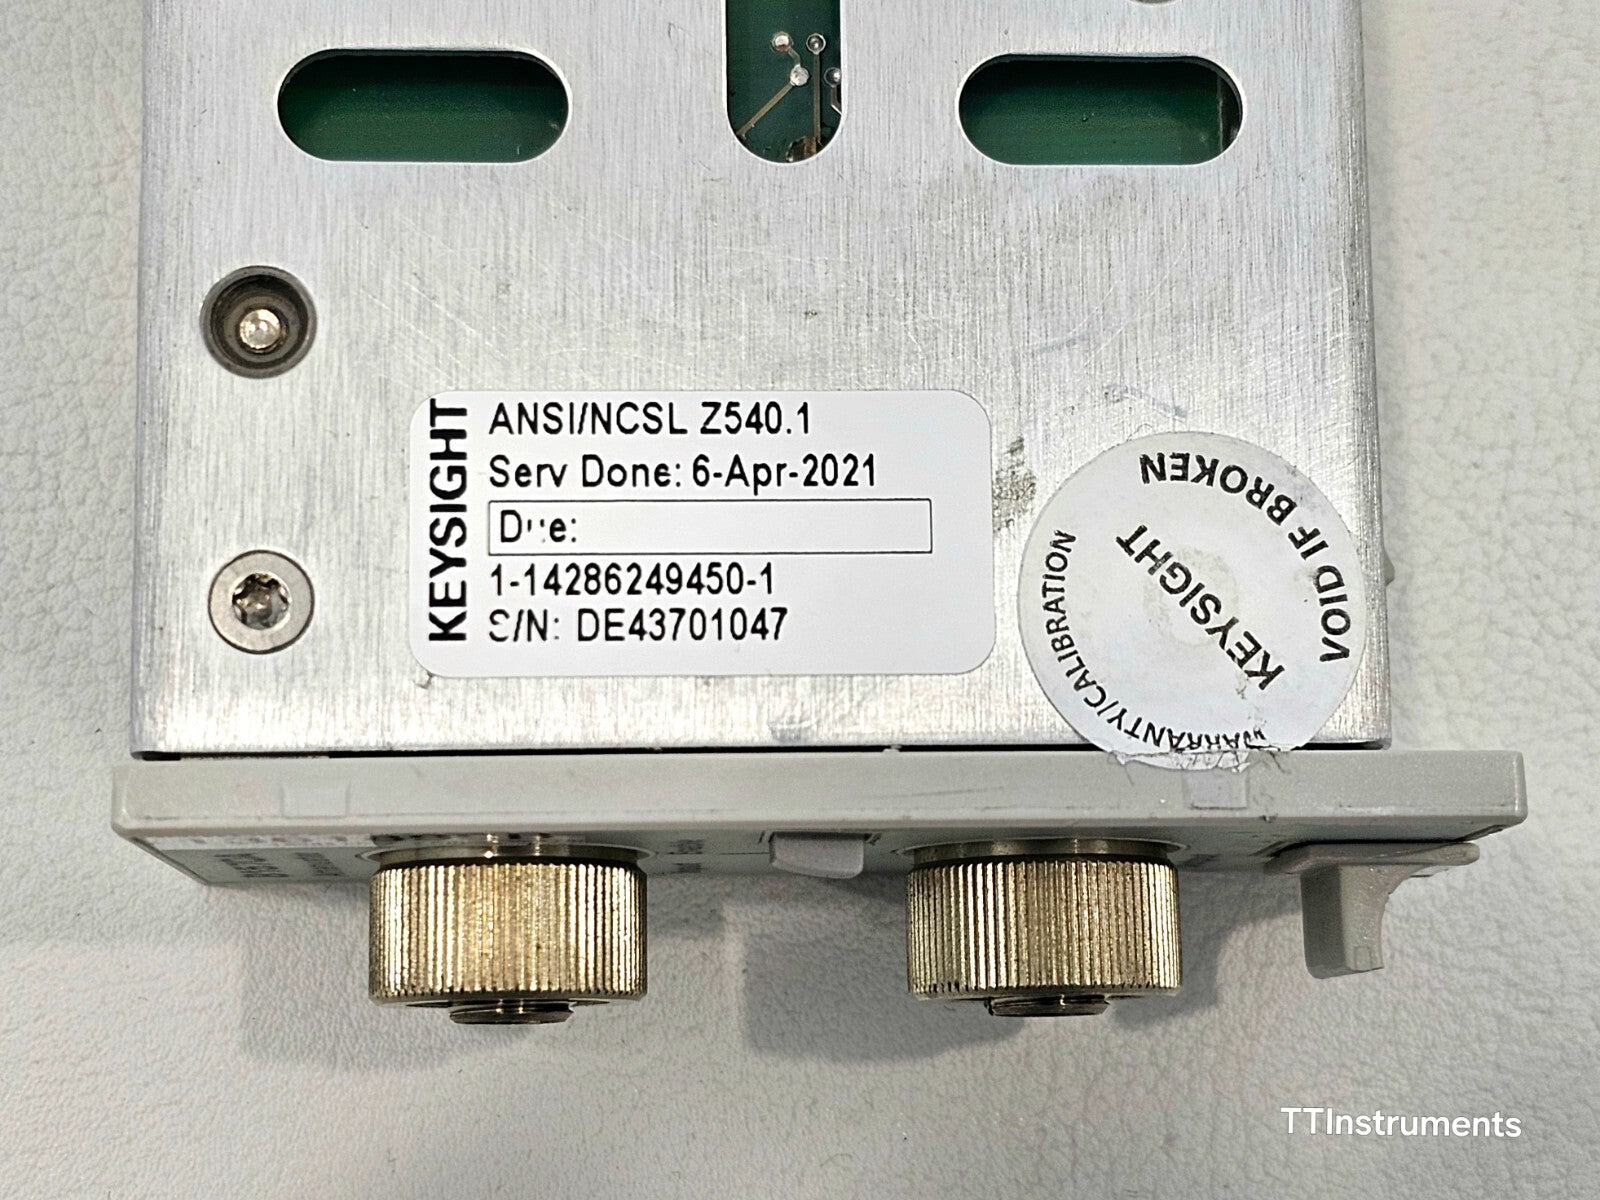 KEYSIGHT
ANSI/NCSL Z540.1
Serv Done: 6-Apr-2021
Due:
1-14286249450-1
S/N: DE43701047
WARRANTY/CALIBRATION
KEYSIGHT
VOID IF BROKEN
TTInstruments